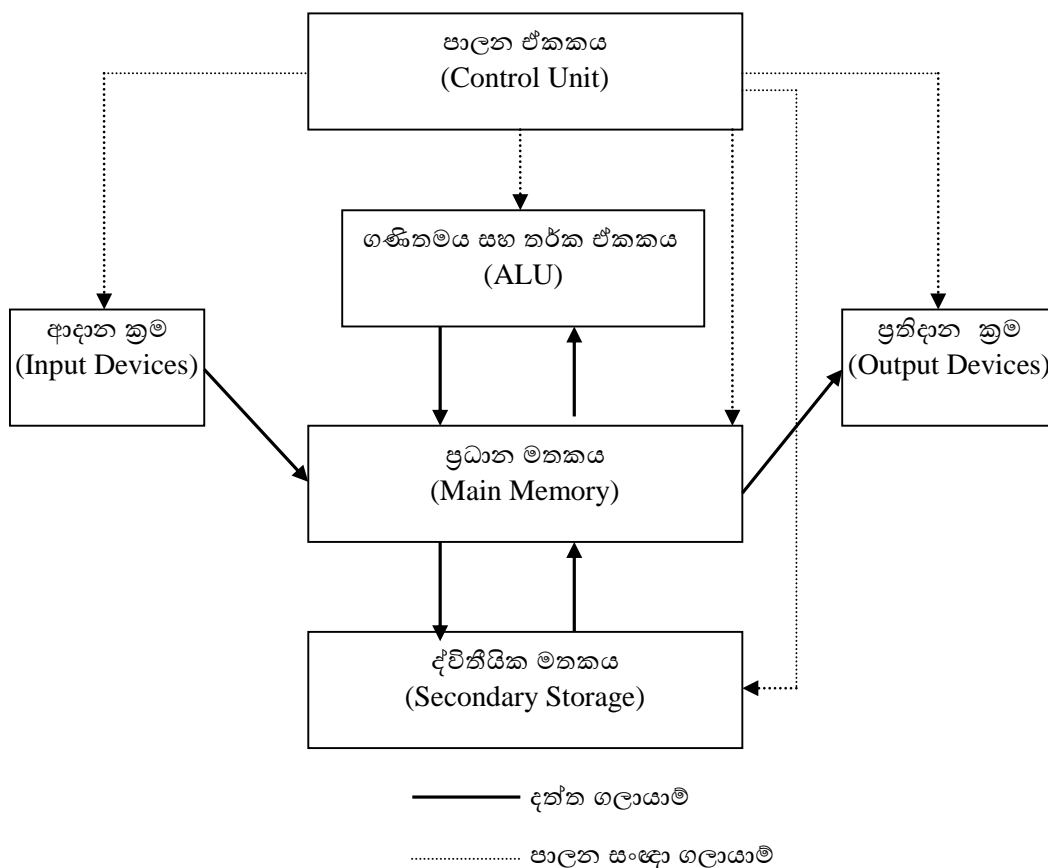 පාලන ඒකකය
(Control Unit)
ගණිතමය සහ තර්ක ඒකකය
(ALU)
ආදාන ක්‍රම
(Input Devices)
ප්‍රතිදාන ක්‍රම
(Output Devices)
ප්‍රධාන මතකය
(Main Memory)
ද්විතීයික මතකය
(Secondary Storage)
දත්ත ගලායාම්
පාලන සංඥා ගලායාම්